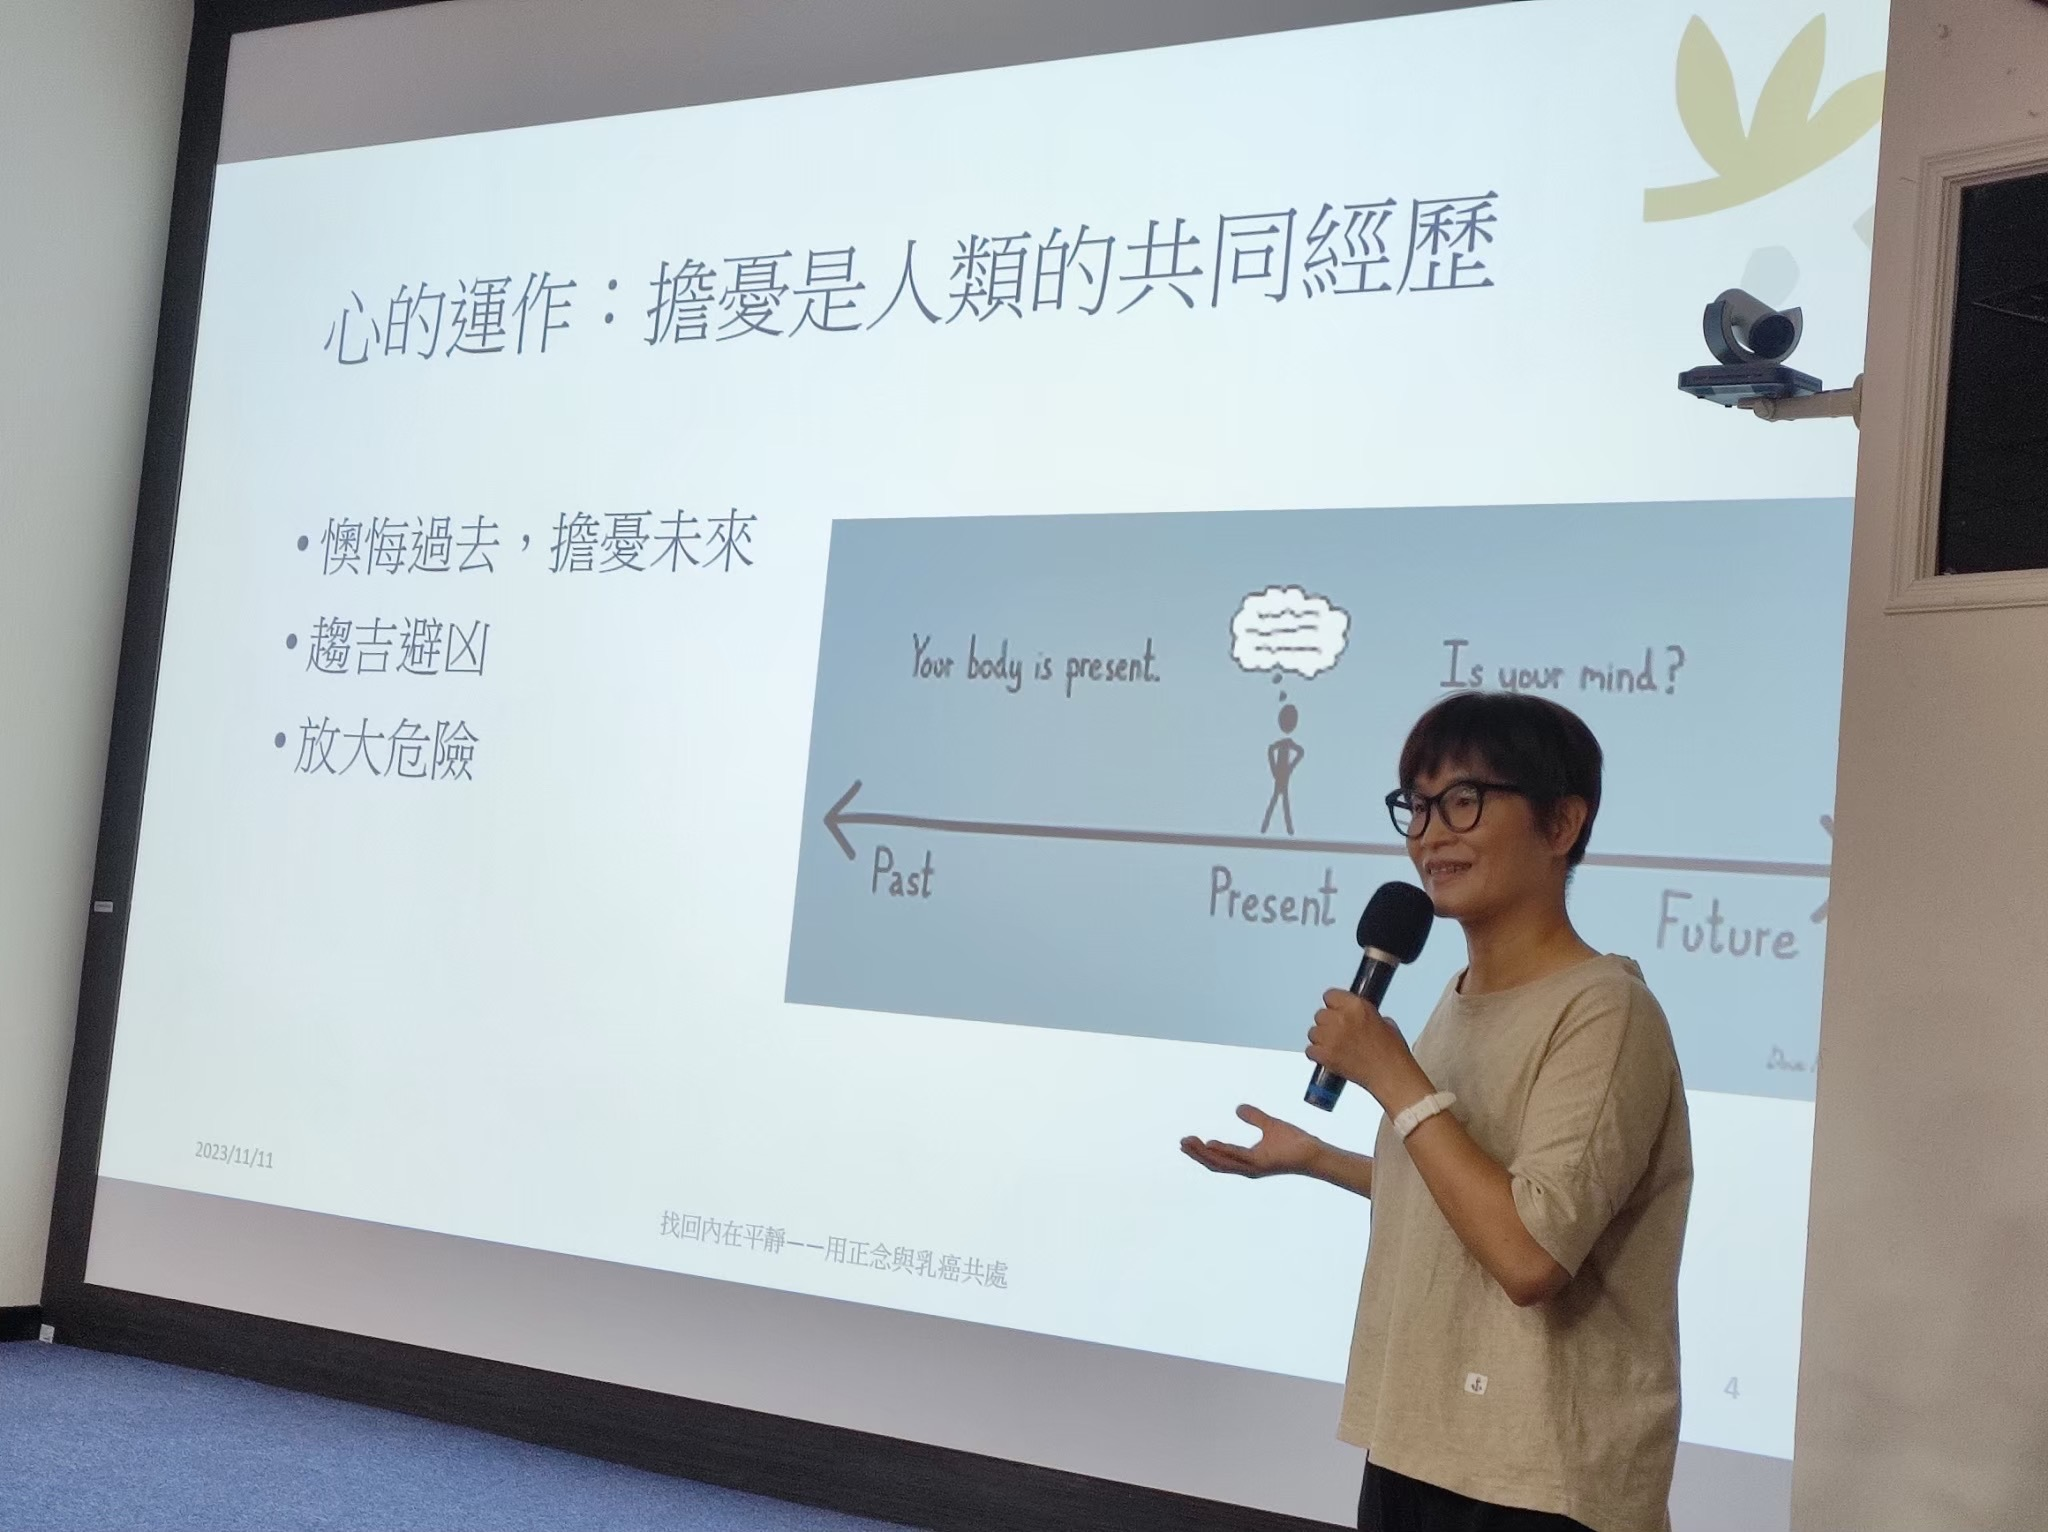 心的運作：擔憂是人類的共同經歷
• 懊悔過去，擔憂未來
• 趨吉避凶
• 放大危險
Your body is present.
Is your mind?
Past
Present
Future
2023/11/11
找回內在平靜——用正念與乳癌共處
4